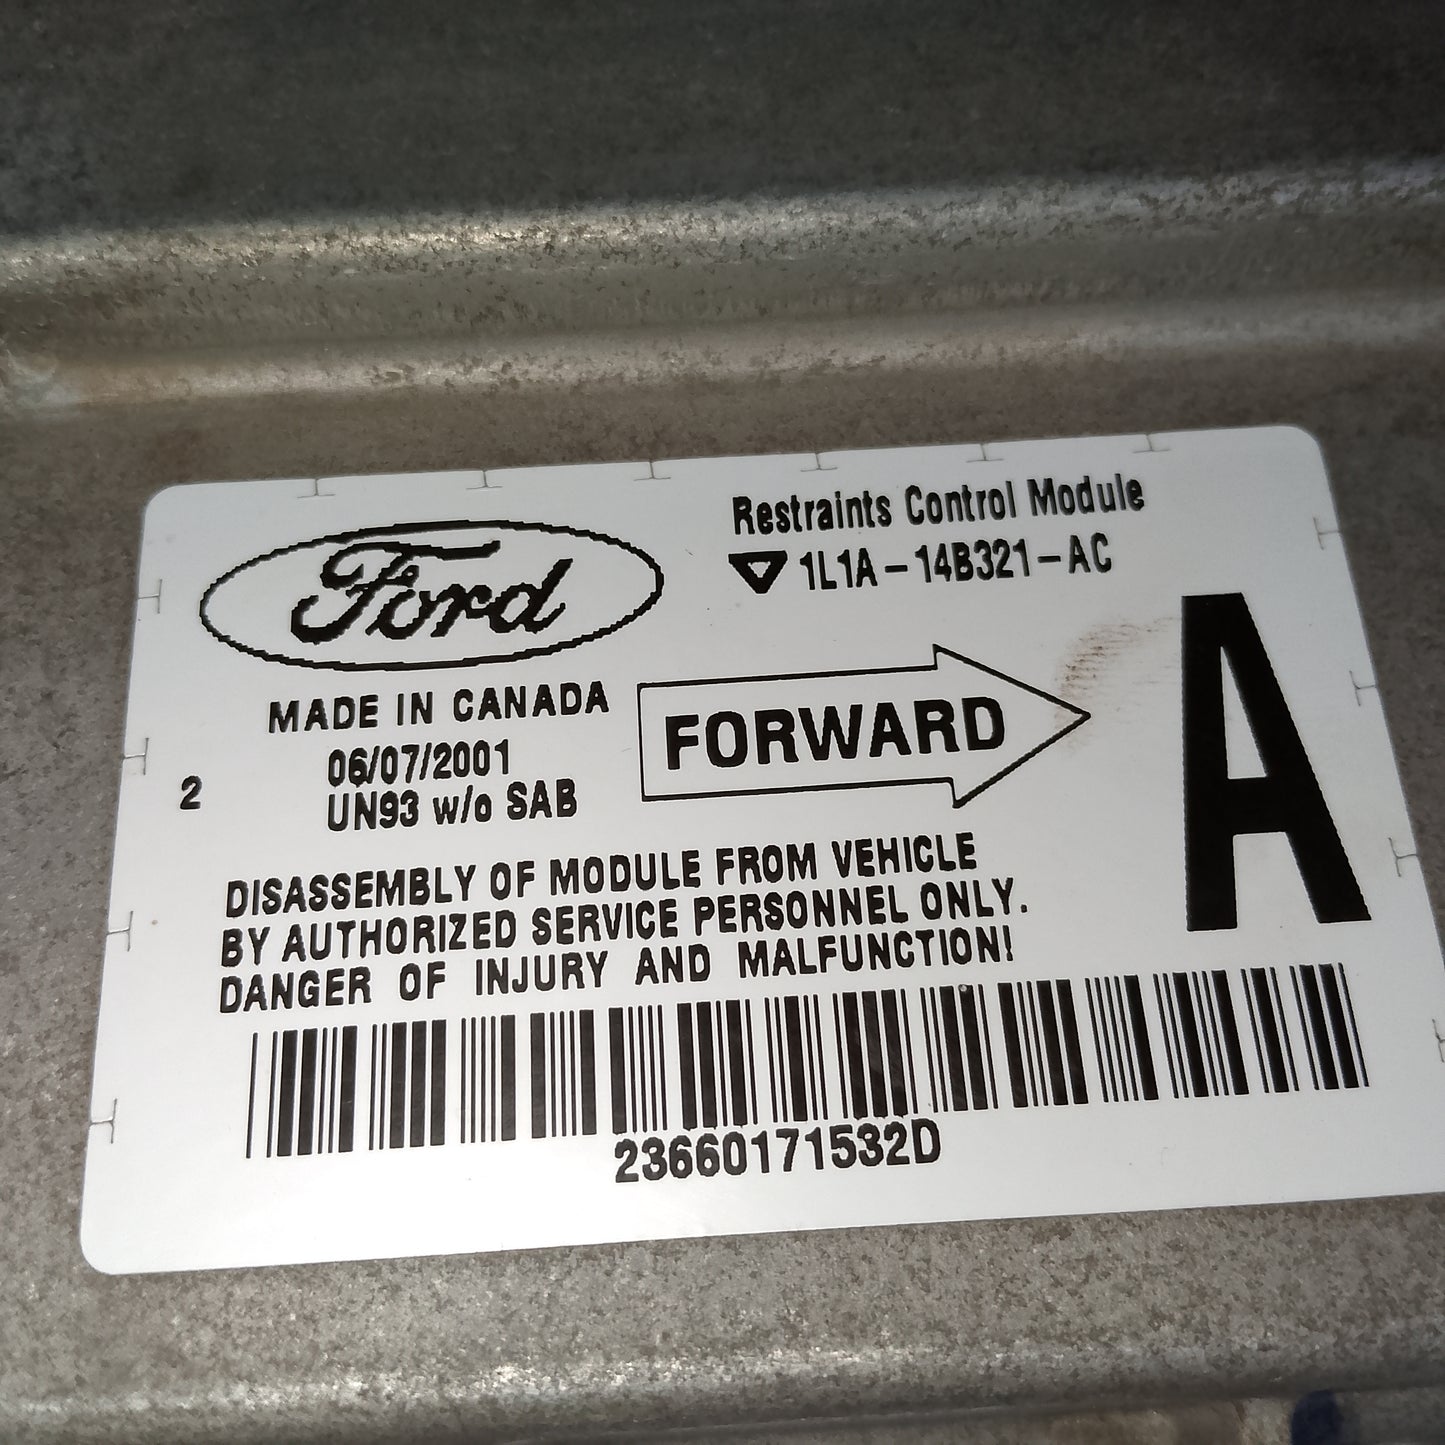 Ford
Restraints Control Module
1L1A-14B321-AC
A
FORWARD
MADE IN CANADA
06/07/2001
2
UN93 w/o SAB
DISASSEMBLY OF MODULE FROM VEHICLE
BY AUTHORIZED SERVICE PERSONNEL ONLY.
DANGER OF INJURY AND MALFUNCTION!
23660171532D